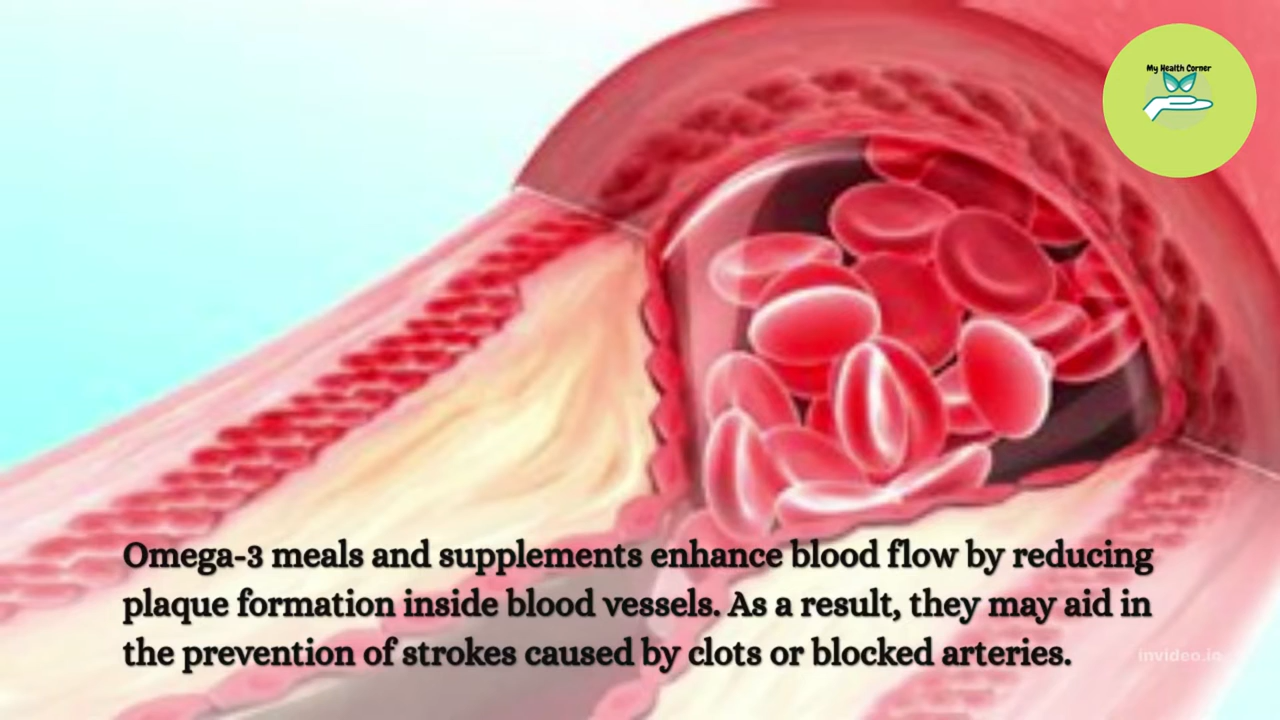 My Health Corner
Omega-3 meals and supplements enhance blood flow by reducing
plaque formation inside blood vessels. As a result, they may aid in
the prevention of strokes caused by clots or blocked arteries.
invideo.io